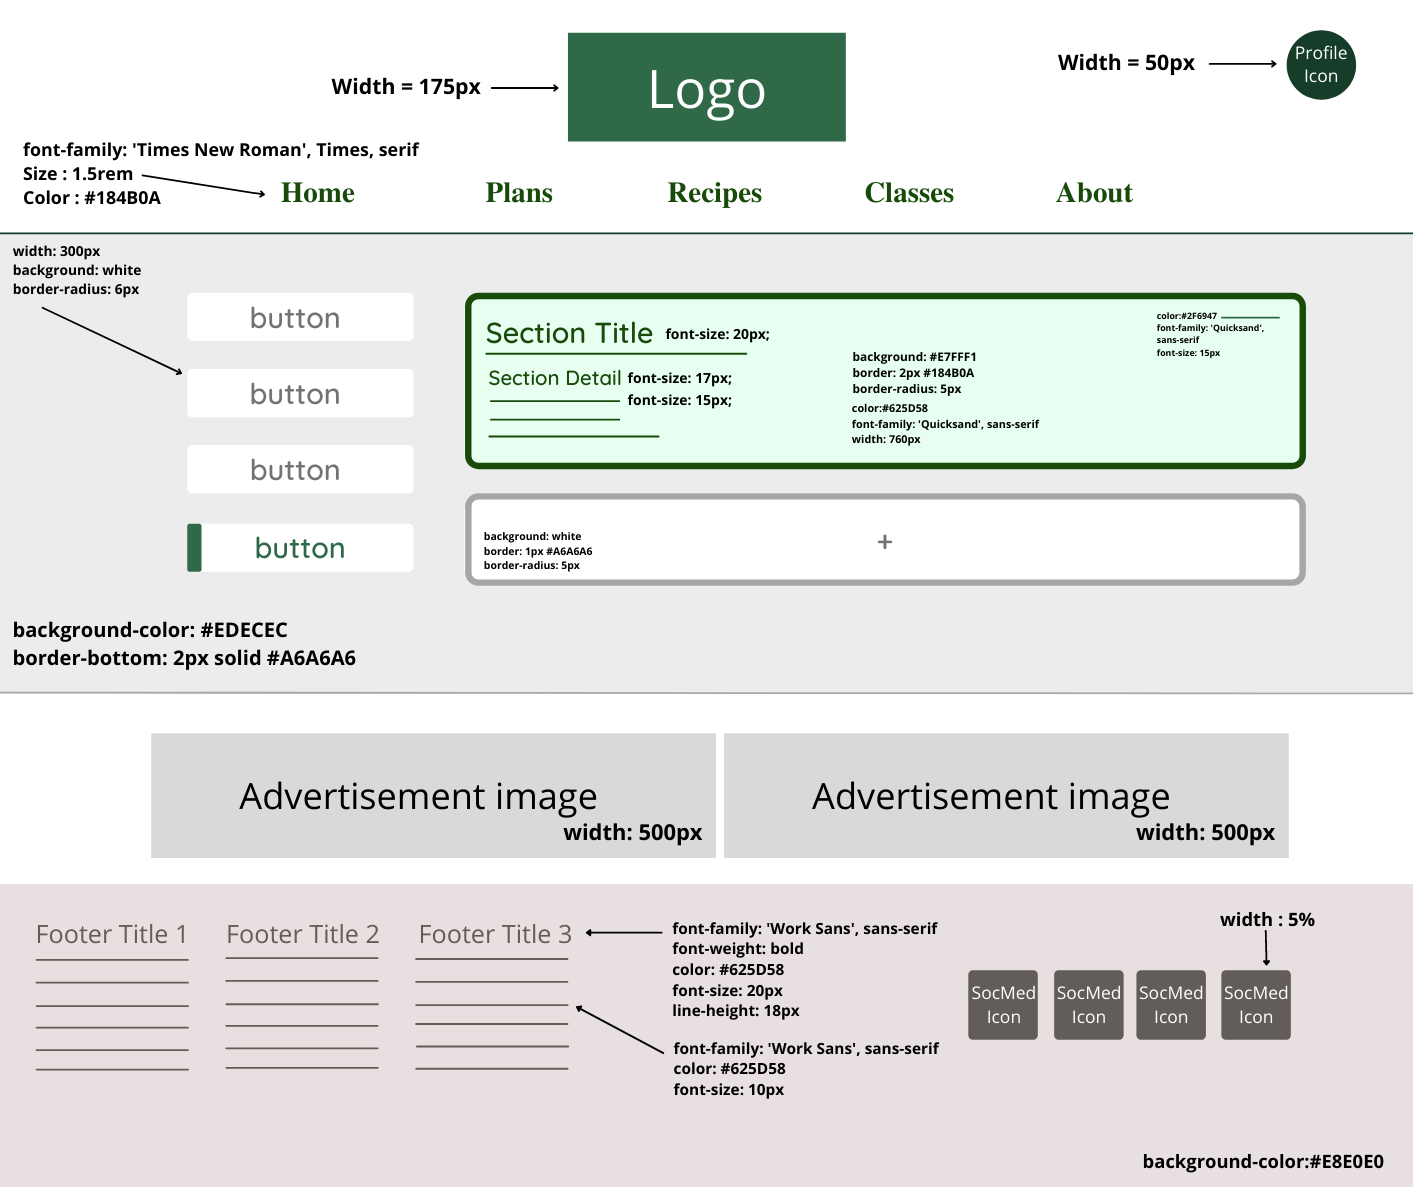 Logo
Profile
Icon
Width = 175px
Width = 50px
font-family: 'Times New Roman', Times, serif
Size : 1.5rem
Color : #184B0A
Home
Plans
Recipes
Classes
About
width: 300px
background: white
border-radius: 6px
button
button
button
button
Section Title
font-size: 20px;
Section Detail
font-size: 17px;
font-size: 15px;
background: #E7FFF1
border: 2px #184B0A
border-radius: 5px
color:#625D58
font-family: 'Quicksand', sans-serif
width: 760px
color:#2F6947
font-family: 'Quicksand',
sans-serif
font-size: 15px
background: white
border: 1px #A6A6A6
border-radius: 5px
+
background-color: #EDECEC
border-bottom: 2px solid #A6A6A6
Advertisement image
width: 500px
Advertisement image
width: 500px
Footer Title 1
Footer Title 2
Footer Title 3
font-family: 'Work Sans', sans-serif
font-weight: bold
color: #625D58
font-size: 20px
line-height: 18px
font-family: 'Work Sans', sans-serif
color: #625D58
font-size: 10px
width : 5%
SocMed
Icon
SocMed
Icon
SocMed
Icon
SocMed
Icon
background-color:#E8E0E0